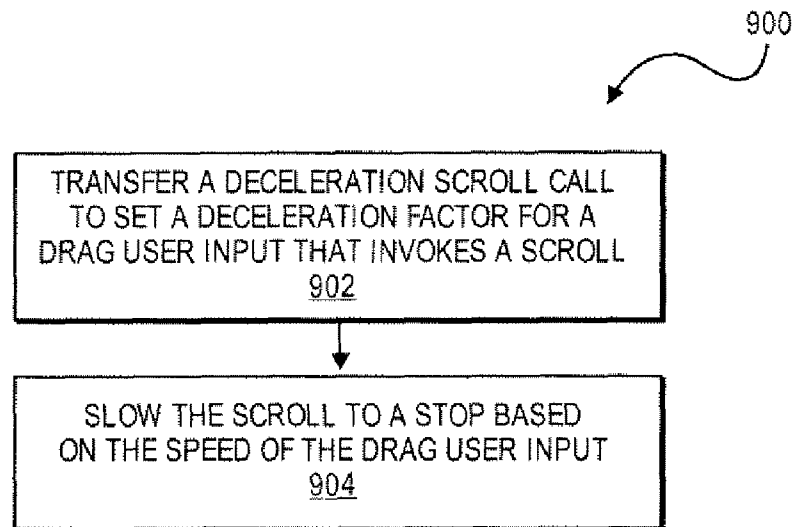 900
TRANSFER A DECELERATION SCROLL CALL
TO SET A DECELERATION FACTOR FOR A
DRAG USER INPUT THAT INVOKES A SCROLL
902
SLOW THE SCROLL TO A STOP BASED
ON THE SPEED OF THE DRAG USER INPUT
904